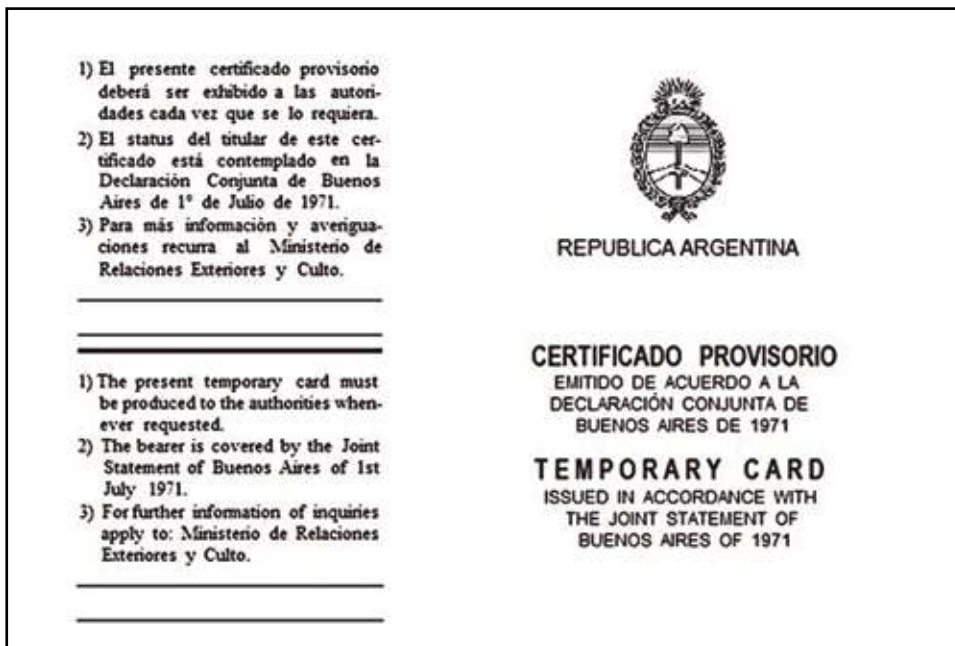 1) El presente certificado provisorio
deberá ser exhibido a las autori-
dades cada vez que se lo requiera.
2) El status del titular de este cer-
tificado está contemplado en la
Declaración Conjunta de Buenos
Aires de 1° de Julio de 1971.
3) Para más información y averigua-
ciones recurra al Ministerio de
Relaciones Exteriores y Culto.
1) The present temporary card must
be produced to the authorities when-
ever requested.
2) The bearer is covered by the Joint
Statement of Buenos Aires of 1st
July 1971.
3) For further information of inquiries
apply to: Ministerio de Relaciones
Exteriores y Culto.
REPUBLICA ARGENTINA
CERTIFICADO PROVISORIO
EMITIDO DE ACUERDO A LA
DECLARACIÓN CONJUNTA DE
BUENOS AIRES DE 1971
TEMPORARY CARD
ISSUED IN ACCORDANCE WITH
THE JOINT STATEMENT OF
BUENOS AIRES OF 1971